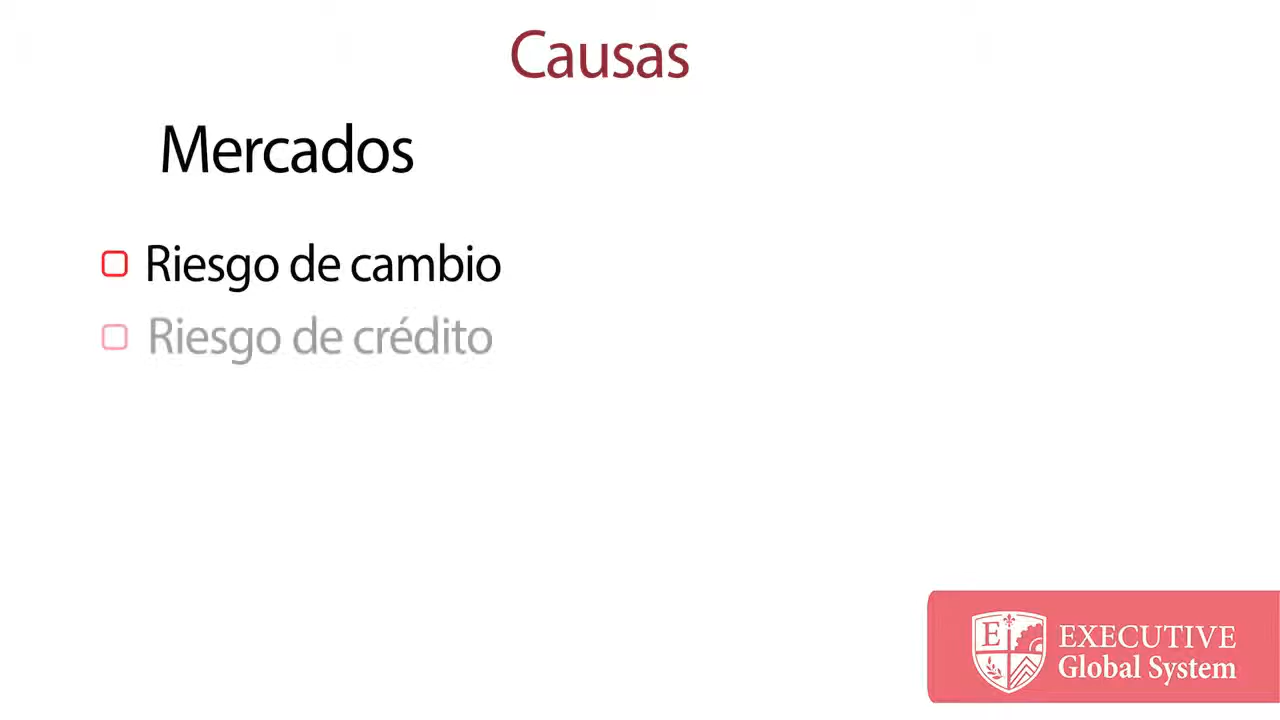 Causas
Mercados
Riesgo de cambio
Riesgo de crédito
E
EXECUTIVE
Global System